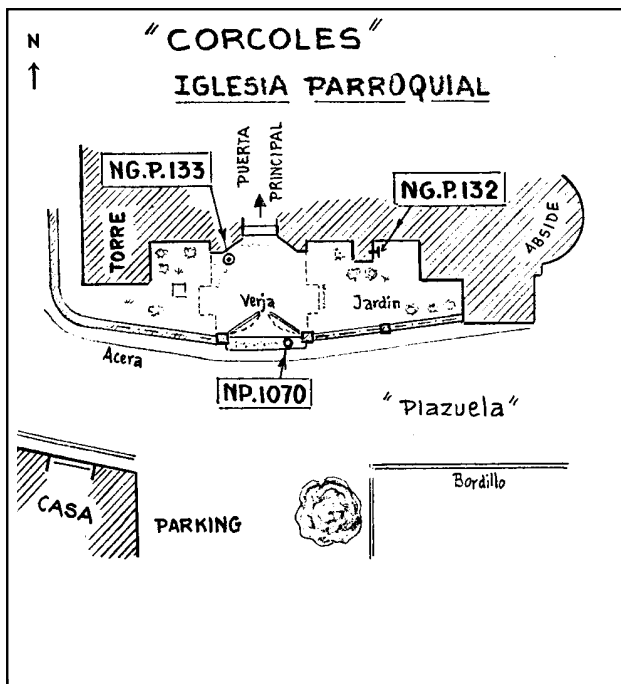 N
"CORCOLES"
IGLESIA PARROQUIAL
PUERTA
PRINCIPAL
NG.P.133
NG.P.132
TORRE
ABSIDE
Verja
Jardín
Acera
NP.1070
"Plazuela"
Bordillo
CASA
PARKING